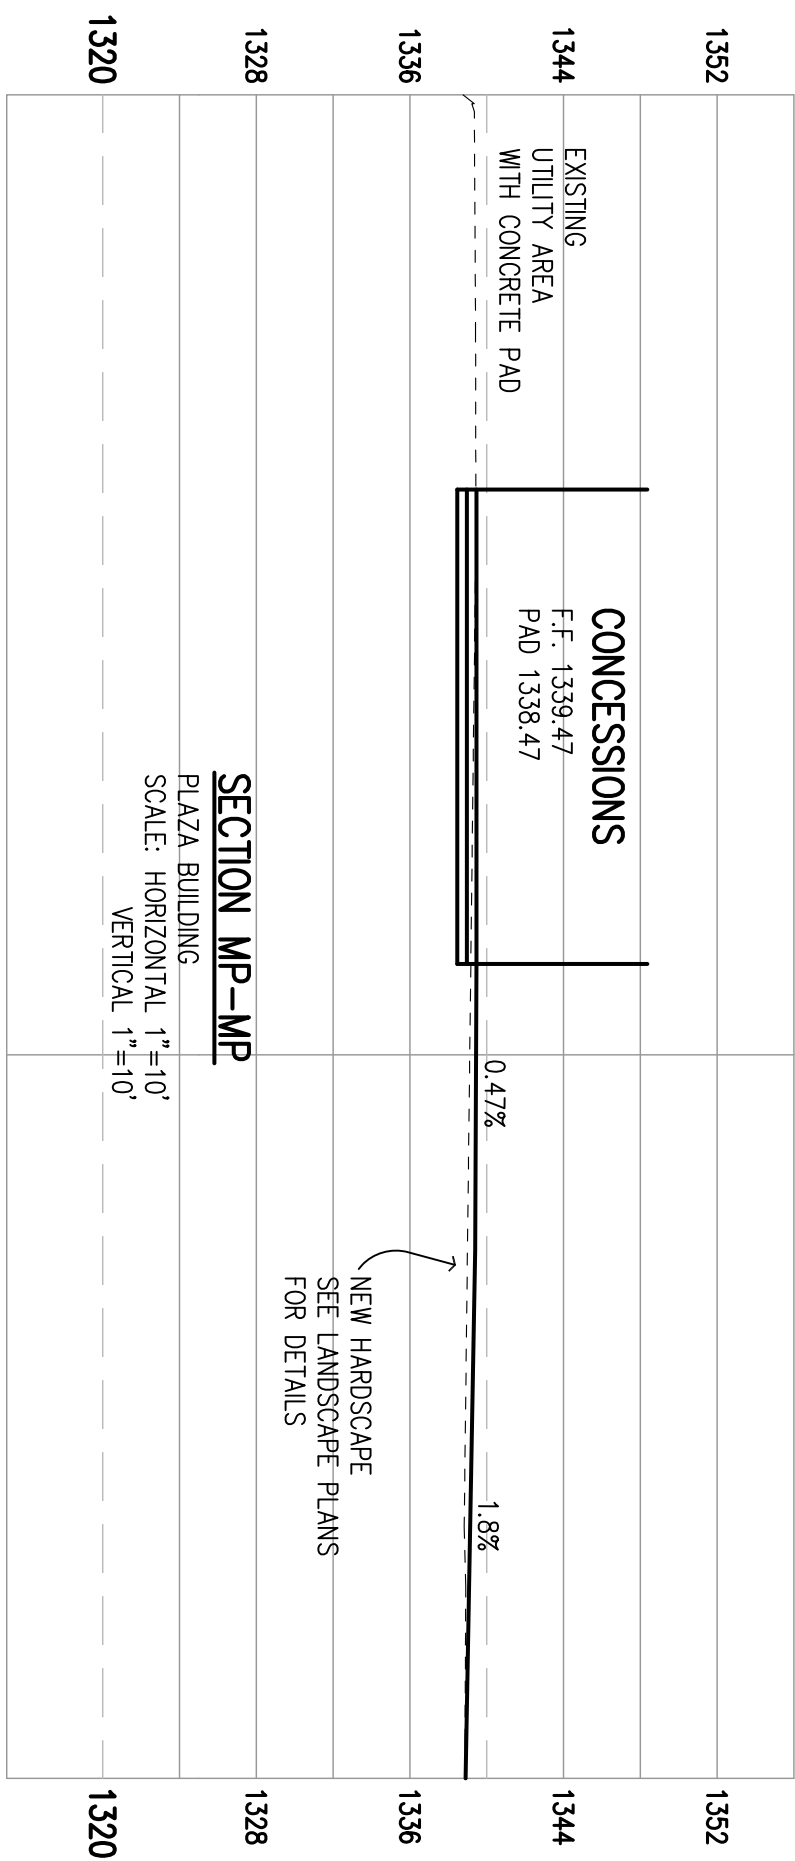 1352
1344
1336
1328
1320
EXISTING
UTILITY AREA
WITH CONCRETE PAD
CONCESSIONS
F.F. 1339.47
PAD 1338.47
0.47%
1.8%
NEW HARDSCAPE
SEE LANDSCAPE PLANS
FOR DETAILS
SECTION MP-MP
PLAZA BUILDING
SCALE: HORIZONTAL 1"=10'
VERTICAL 1"=10'
1352
1344
1336
1328
1320